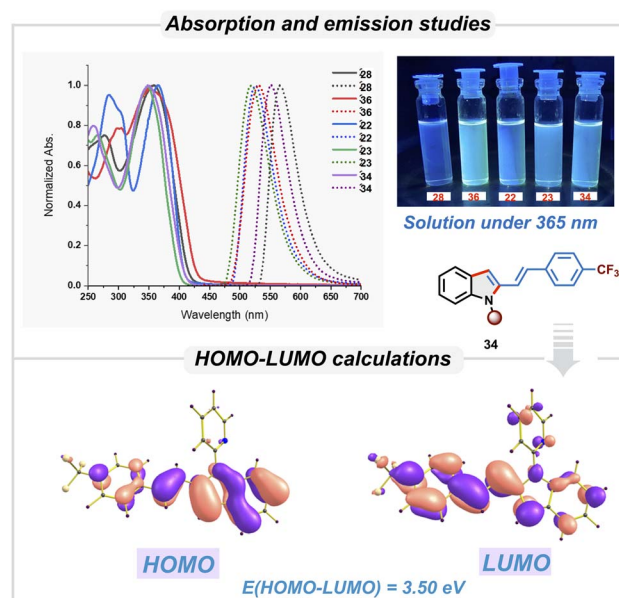 Absorption and emission studies
Normalized Abs.
1.0
0.8
0.6
0.4
0.2
0.0
250 300 350 400 450 500 550 600 650 700
Wavelength (nm)
28
28
36
36
22
22
23
23
34
34
28 36 22 23 34
Solution under 365 nm
CF3
N
34
HOMO-LUMO calculations
HOMO
LUMO
E(HOMO-LUMO) = 3.50 eV